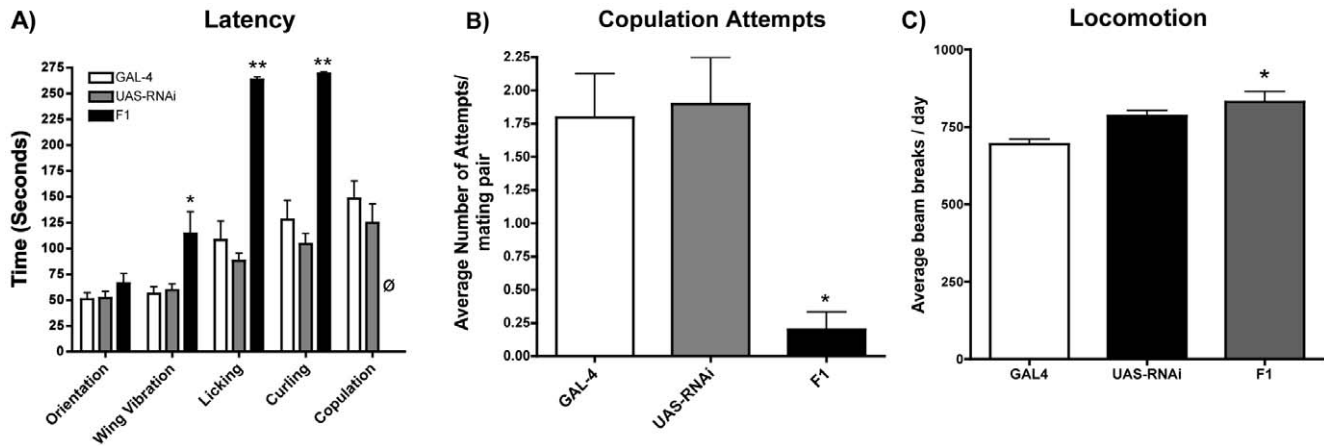 A)
Latency
Time (Seconds)
275
250
225
200
175
150
125
100
75
50
25
0
GAL-4
UAS-RNAi
F1
*
**
**
Ø
Orientation
Wing Vibration
Licking
Curling
Copulation
B)
Copulation Attempts
Average Number of Attempts/
mating pair
2.25
2.00
1.75
1.50
1.25
1.00
0.75
0.50
0.25
0.00
*
GAL-4
UAS-RNAi
F1
C)
Locomotion
Average beam breaks / day
1000
750
500
250
0
*
GAL4
UAS-RNAi
F1